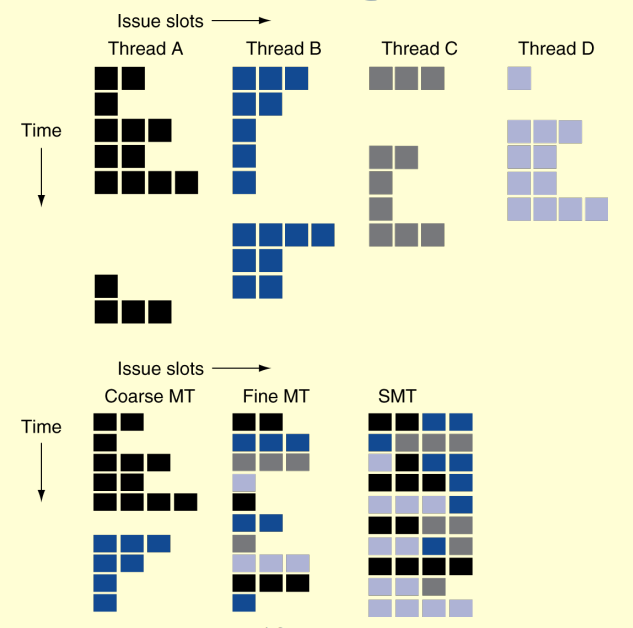 Issue slots
Thread A Thread B Thread C Thread D
Time
Issue slots
Coarse MT Fine MT SMT
Time